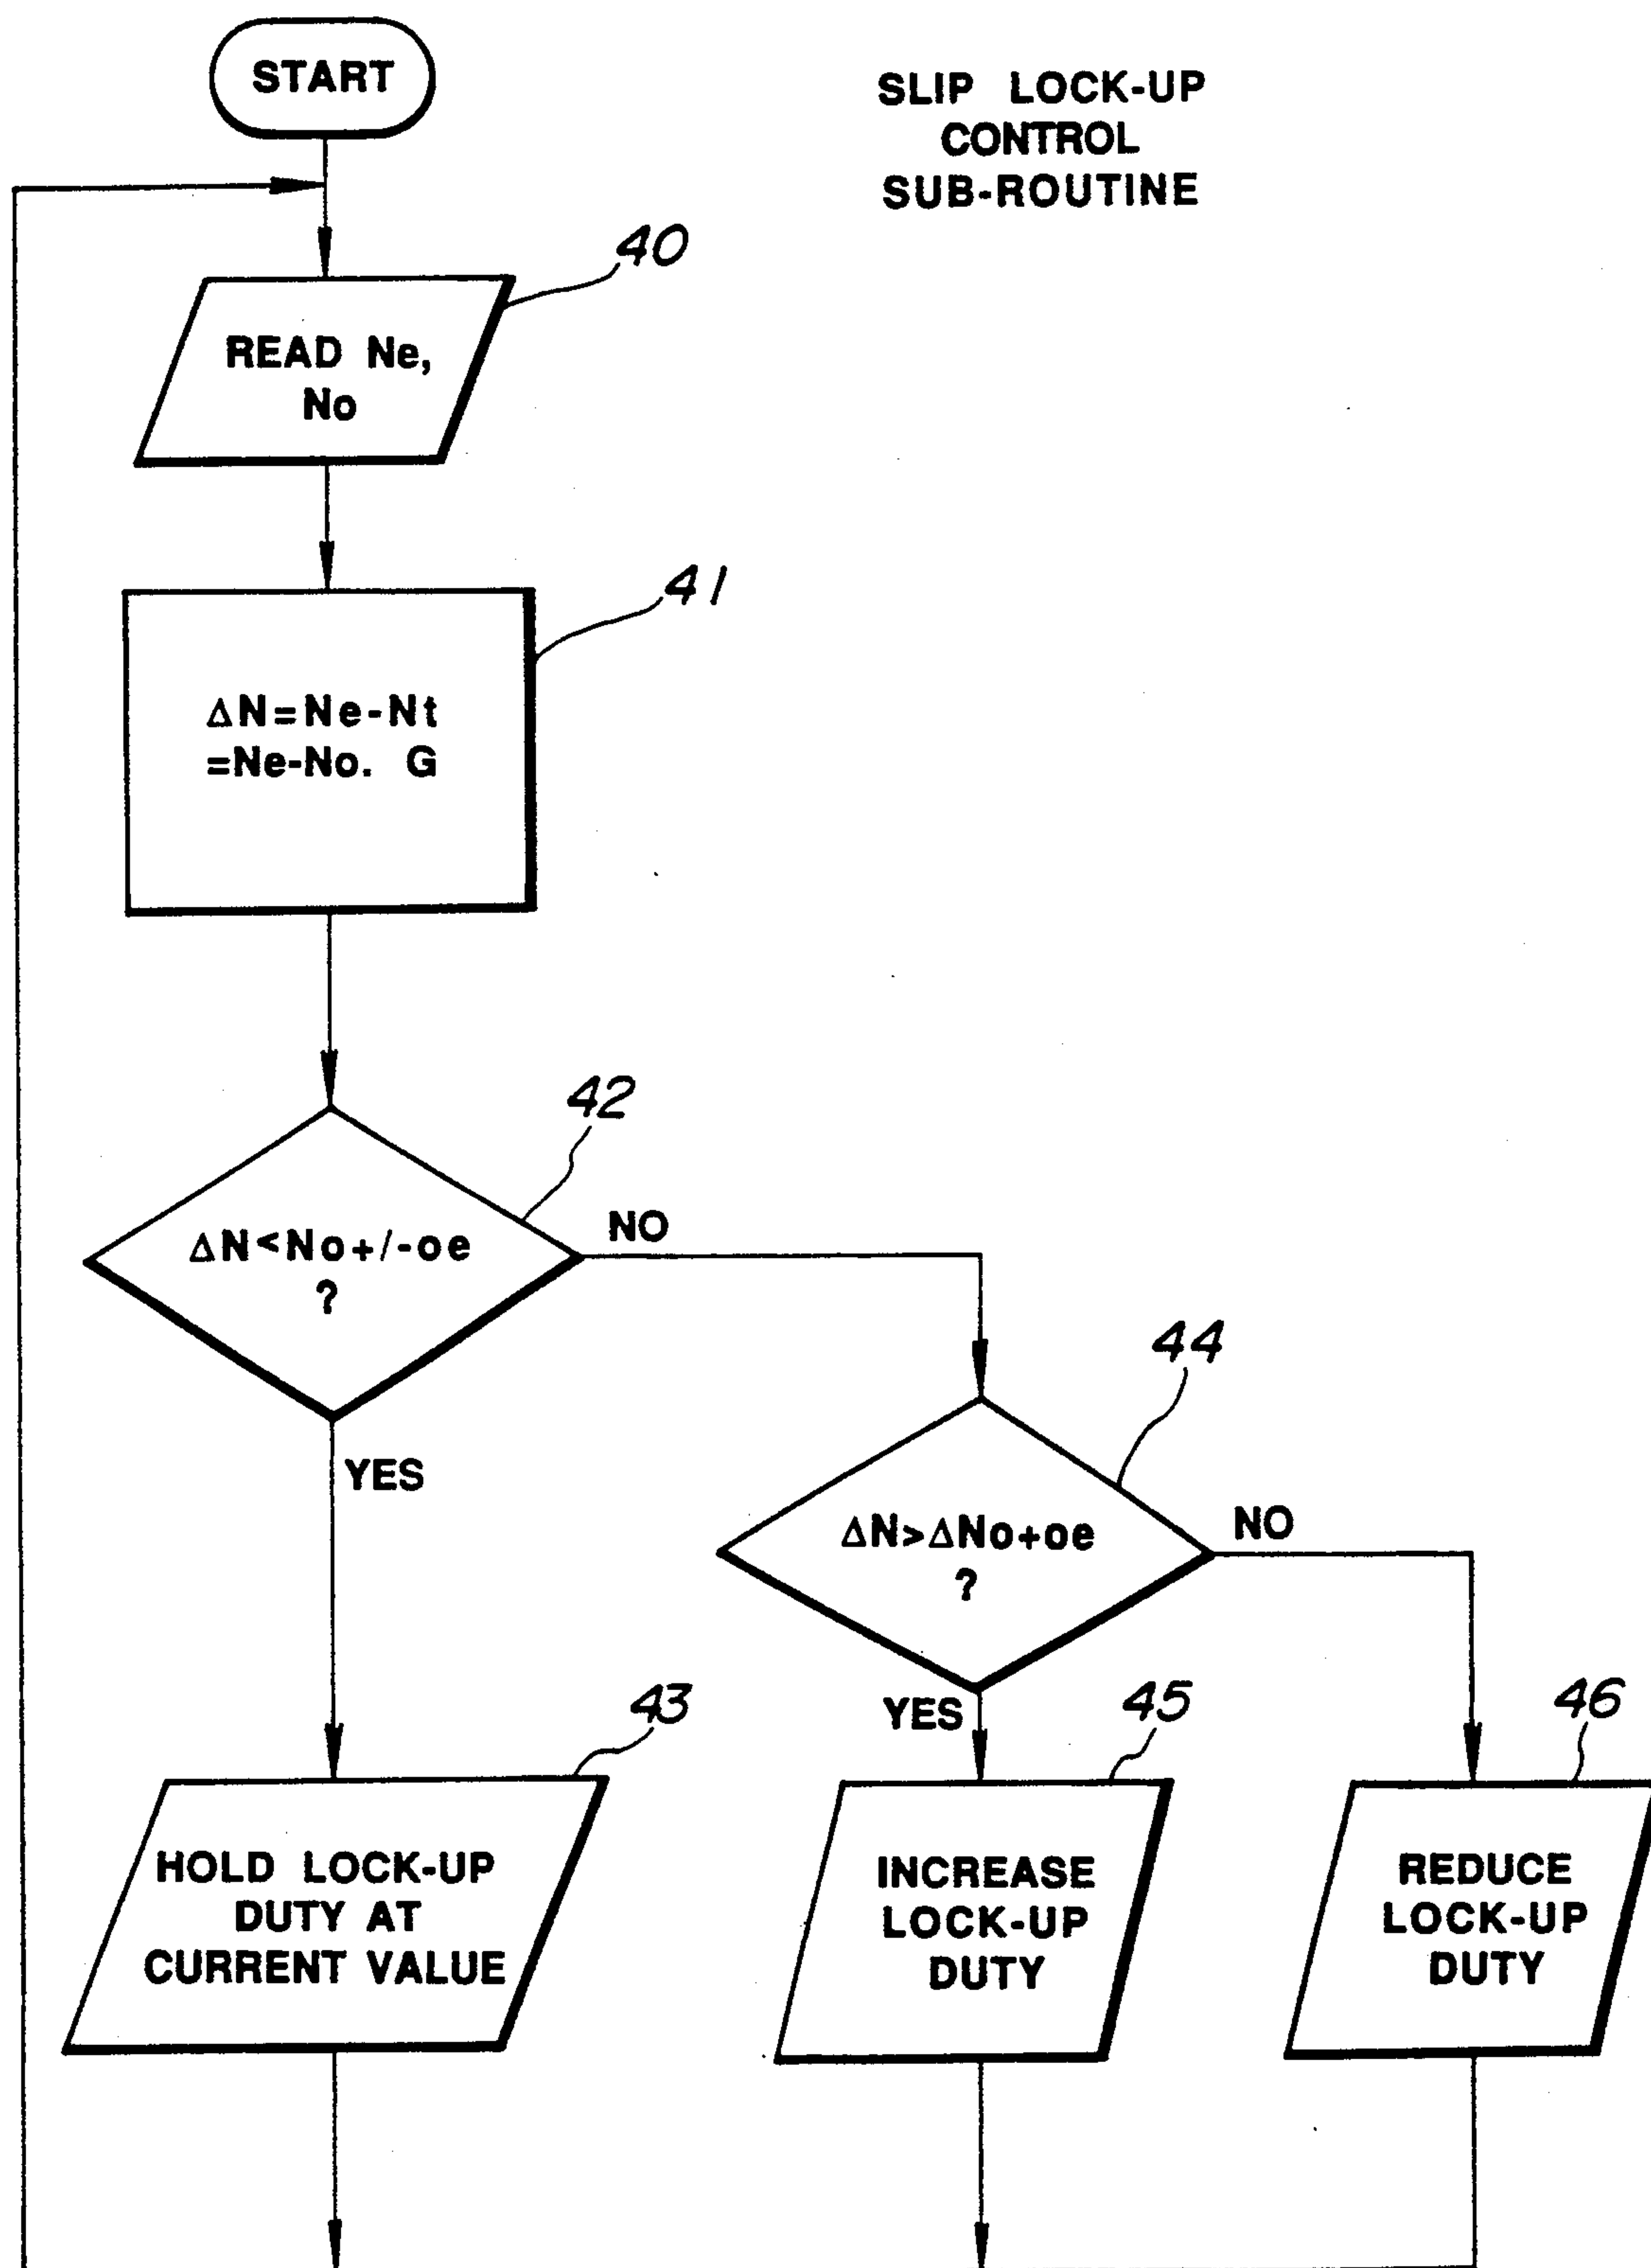 START
SLIP LOCK-UP
CONTROL
SUB-ROUTINE
40
READ Ne,
No
41
ΔN=Ne-Nt
=Ne-No. G
42
ΔN<No+/-oe
?
NO
YES
44
ΔN>ΔNo+oe
?
NO
YES
43
HOLD LOCK-UP
DUTY AT
CURRENT VALUE
45
INCREASE
LOCK-UP
DUTY
46
REDUCE
LOCK-UP
DUTY